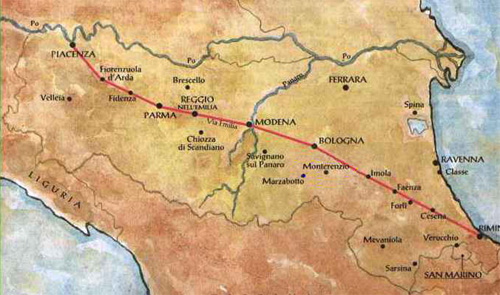 Po
PIACENZA
Po
Po
Fiorenzuola
d'Arda
Brescello
Panaro
FERRARA
Velleia
Fidenza
REGGIO
NELL'EMILIA
Spina
PARMA
Via Emilia
MODENA
Chiozza
di Scandiano
BOLOGNA
Savignano
sul Panaro
Monterenzio
RAVENNA
Classe
Marzabotto
Imola
LIGURIA
Faenza
Forlì
Cesena
RIMIN
Mevaniola
Verucchio
Sarsina
SAN MARINO